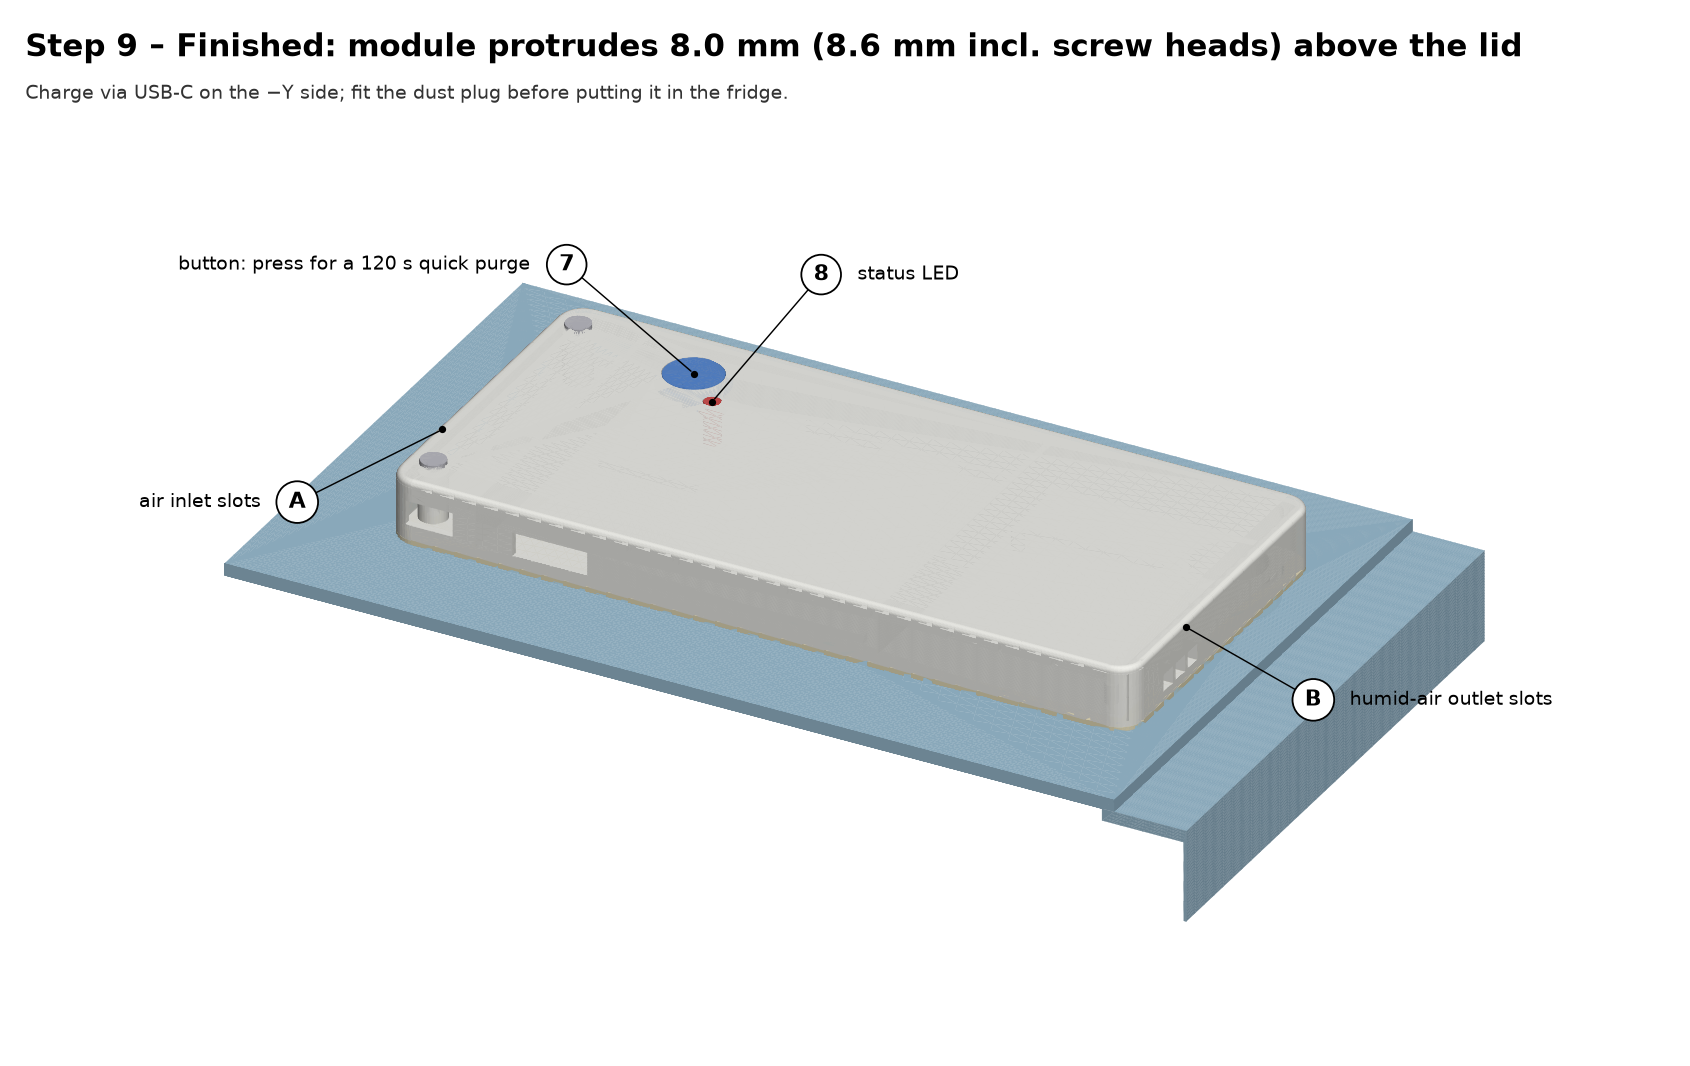 Step 9 – Finished: module protrudes 8.0 mm (8.6 mm incl. screw heads) above the lid
Charge via USB-C on the −Y side; fit the dust plug before putting it in the fridge.
button: press for a 120 s quick purge 7
8 status LED
air inlet slots A
B humid-air outlet slots